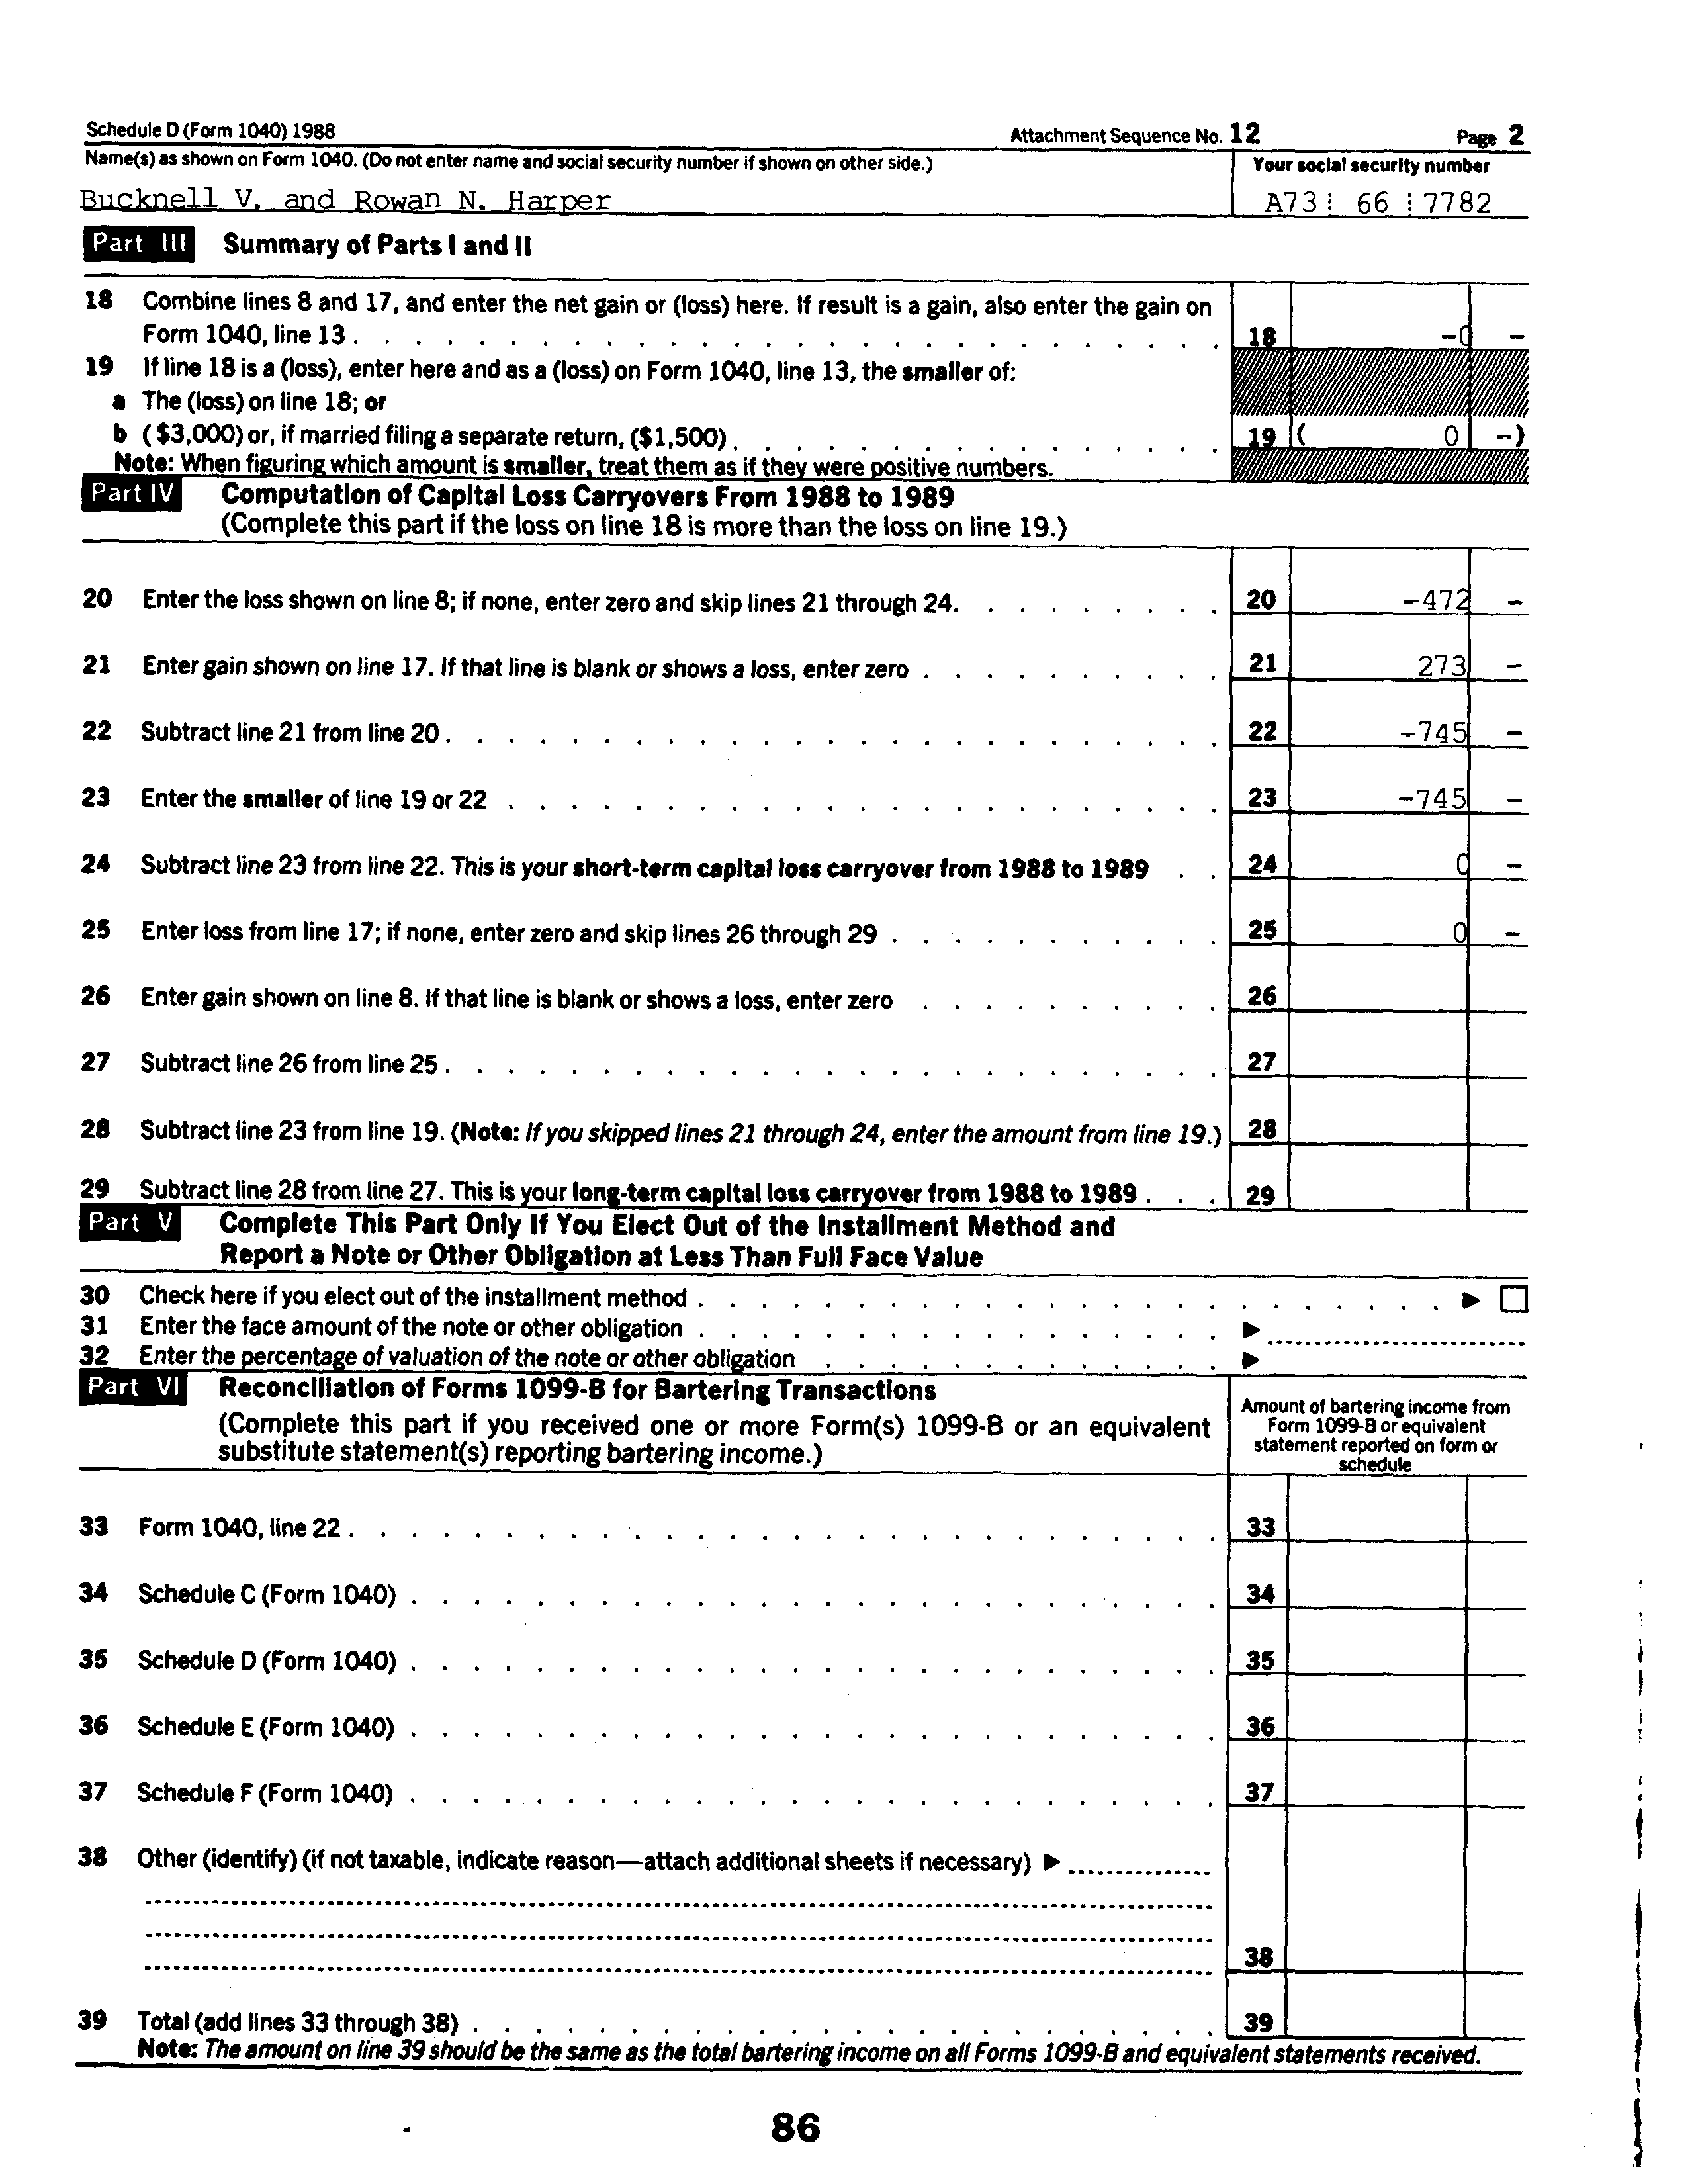 Schedule D (Form 1040) 1988 Attachment Sequence No. 12 Page 2
Name(s) as shown on Form 1040. (Do not enter name and social security number if shown on other side.) Your social security number
Bucknell V. and Rowan N. Harper A73 66 7782
Part III Summary of Parts I and II
18 Combine lines 8 and 17, and enter the net gain or (loss) here. If result is a gain, also enter the gain on
Form 1040, line 13 . . . 18 -0 -
19 If line 18 is a (loss), enter here and as a (loss) on Form 1040, line 13, the smaller of:
a The (loss) on line 18; or
b ($3,000) or, if married filing a separate return, ($1,500) . . . 19 ( 0 -)
Note: When figuring which amount is smaller, treat them as if they were positive numbers.
Part IV Computation of Capital Loss Carryovers From 1988 to 1989
(Complete this part if the loss on line 18 is more than the loss on line 19.)
20 Enter the loss shown on line 8; if none, enter zero and skip lines 21 through 24. . . . 20 -472 -
21 Enter gain shown on line 17. If that line is blank or shows a loss, enter zero . . . 21 273 -
22 Subtract line 21 from line 20 . . . 22 -745 -
23 Enter the smaller of line 19 or 22 . . . 23 -745 -
24 Subtract line 23 from line 22. This is your short-term capital loss carryover from 1988 to 1989 . . 24 0 -
25 Enter loss from line 17; if none, enter zero and skip lines 26 through 29 . . . 25 0 -
26 Enter gain shown on line 8. If that line is blank or shows a loss, enter zero . . . 26
27 Subtract line 26 from line 25 . . . 27
28 Subtract line 23 from line 19. (Note: If you skipped lines 21 through 24, enter the amount from line 19.) 28
29 Subtract line 28 from line 27. This is your long-term capital loss carryover from 1988 to 1989 . . . 29
Part V Complete This Part Only If You Elect Out of the Installment Method and
Report a Note or Other Obligation at Less Than Full Face Value
30 Check here if you elect out of the installment method . . . ▶ ☐
31 Enter the face amount of the note or other obligation . . . ▶
32 Enter the percentage of valuation of the note or other obligation . . . ▶
Part VI Reconciliation of Forms 1099-B for Bartering Transactions
(Complete this part if you received one or more Form(s) 1099-B or an equivalent
substitute statement(s) reporting bartering income.)
Amount of bartering income from
Form 1099-B or equivalent
statement reported on form or
schedule
33 Form 1040, line 22 . . . 33
34 Schedule C (Form 1040) . . . 34
35 Schedule D (Form 1040) . . . 35
36 Schedule E (Form 1040) . . . 36
37 Schedule F (Form 1040) . . . 37
38 Other (identify) (if not taxable, indicate reason—attach additional sheets if necessary) ▶
38
39 Total (add lines 33 through 38) . . . 39
Note: The amount on line 39 should be the same as the total bartering income on all Forms 1099-B and equivalent statements received.
86